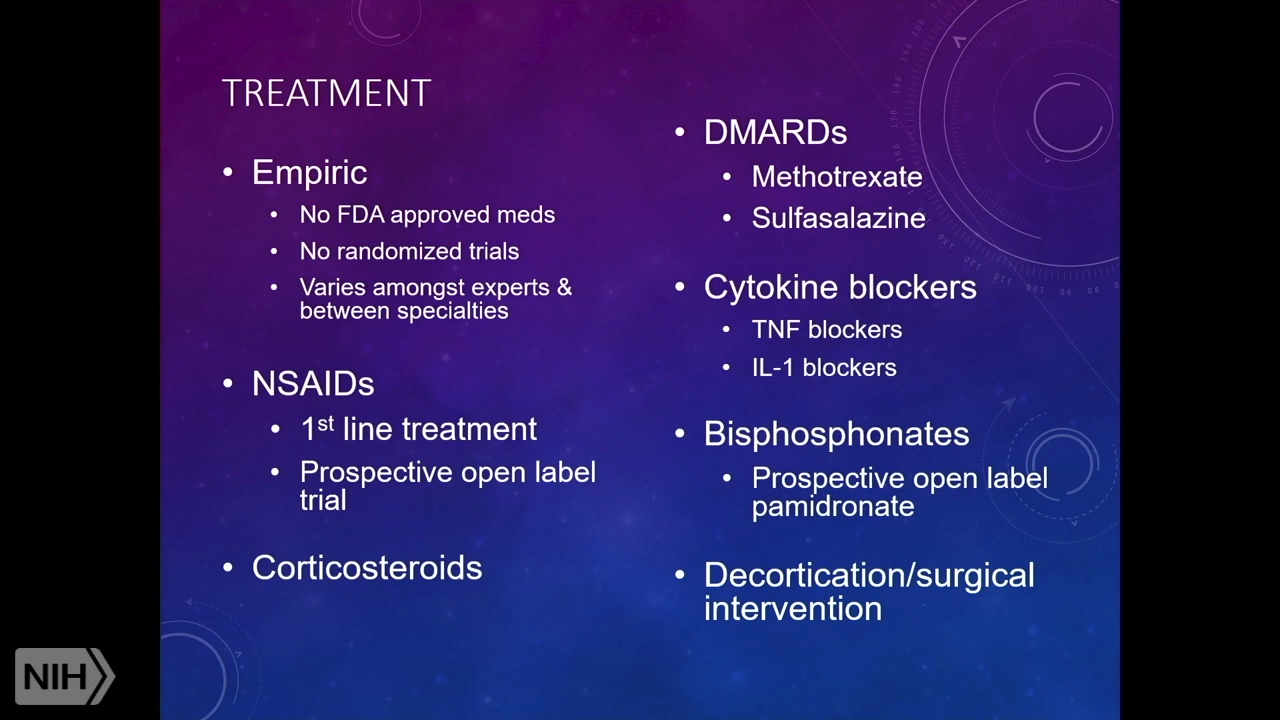 TREATMENT
• Empiric
• No FDA approved meds
• No randomized trials
• Varies amongst experts &
between specialties
• NSAIDs
• 1st line treatment
• Prospective open label
trial
• Corticosteroids
• DMARDs
• Methotrexate
• Sulfasalazine
• Cytokine blockers
• TNF blockers
• IL-1 blockers
• Bisphosphonates
• Prospective open label
pamidronate
• Decortication/surgical
intervention
NIH